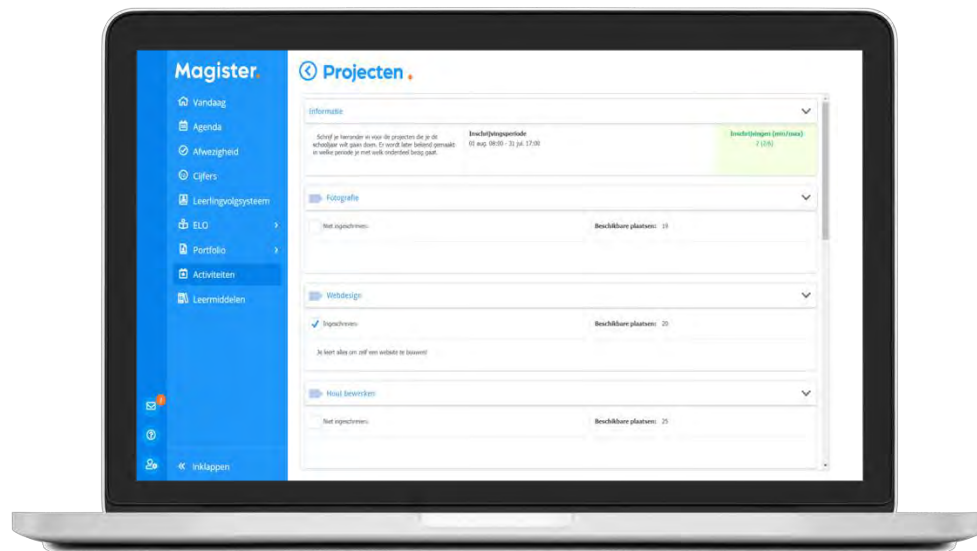 Magister.
Vandaag
Agenda
Afwezigheid
Cijfers
Leerlingvolgsysteem
ELO
Portfolio
Activiteiten
Leermiddelen
Inklappen
Projecten .
Informatie
Schrijf je hieronder in voor de projecten die je dit
schooljaar wilt gaan doen. Er wordt later bekend gemaakt
in welke periode je met welk onderdeel bezig gaat.
Inschrijvingsperiode
01 aug. 08:00 - 31 jul. 17:00
Inschrijvingen (min/max)
Fotografie
Niet ingeschreven
Beschikbare plaatsen:
Webdesign
Ingeschreven
Beschikbare plaatsen: 20
Je leert alles om zelf een website te bouwen!
Hout bewerken
Niet ingeschreven
Beschikbare plaatsen: 25